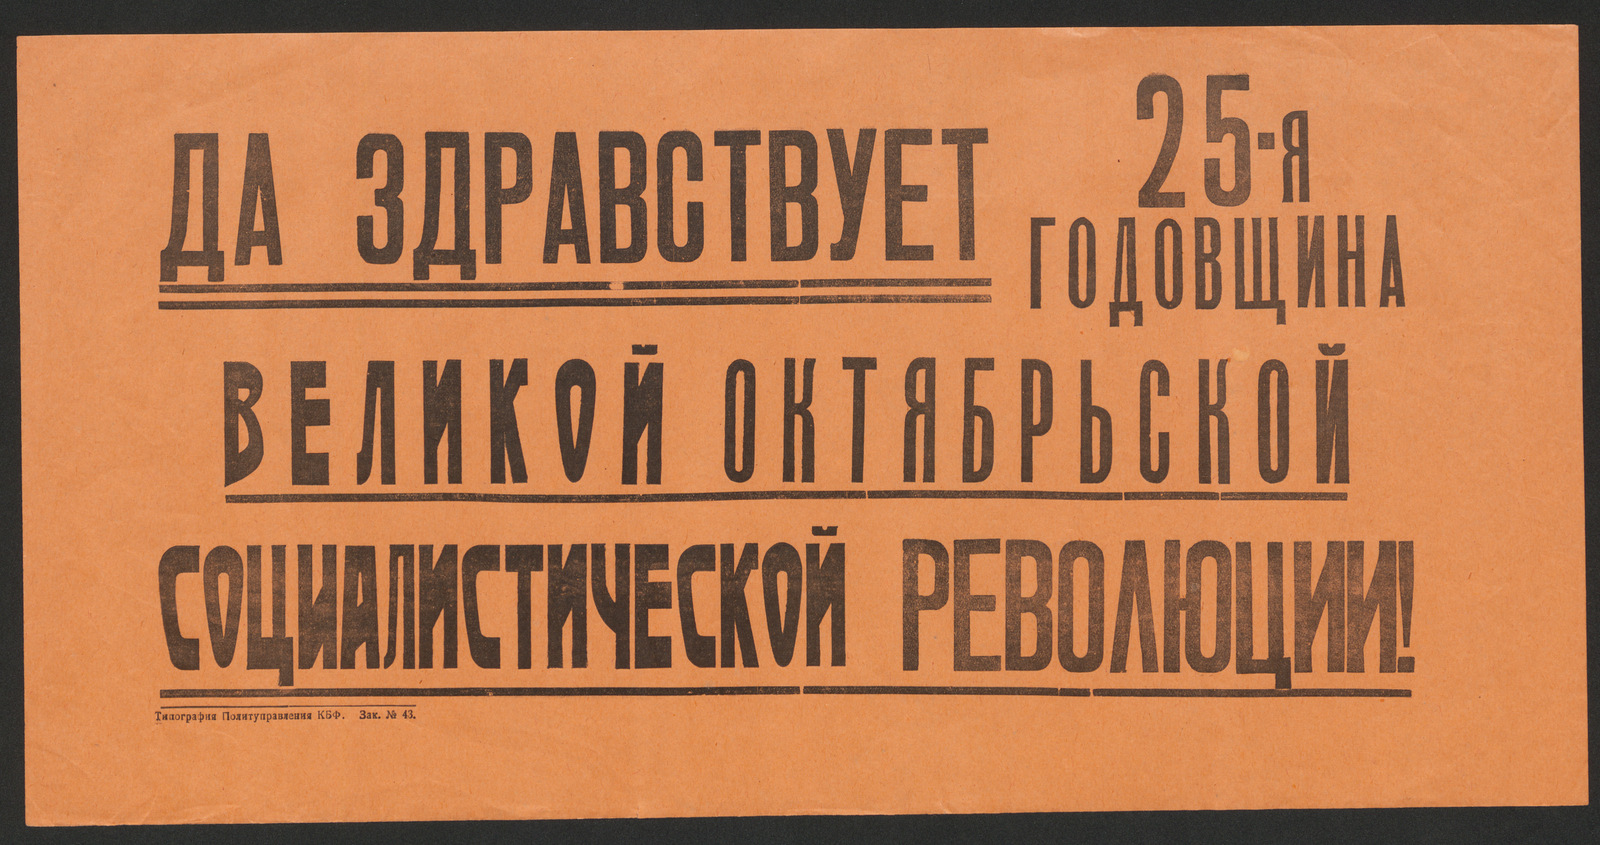 ДА ЗДРАВСТВУЕТ 25-я ГОДОВЩИНА
ВЕЛИКОЙ ОКТЯБРЬСКОЙ
СОЦИАЛИСТИЧЕСКОЙ РЕВОЛЮЦИИ!
Типография Политуправления КБФ. Зак. № 43.